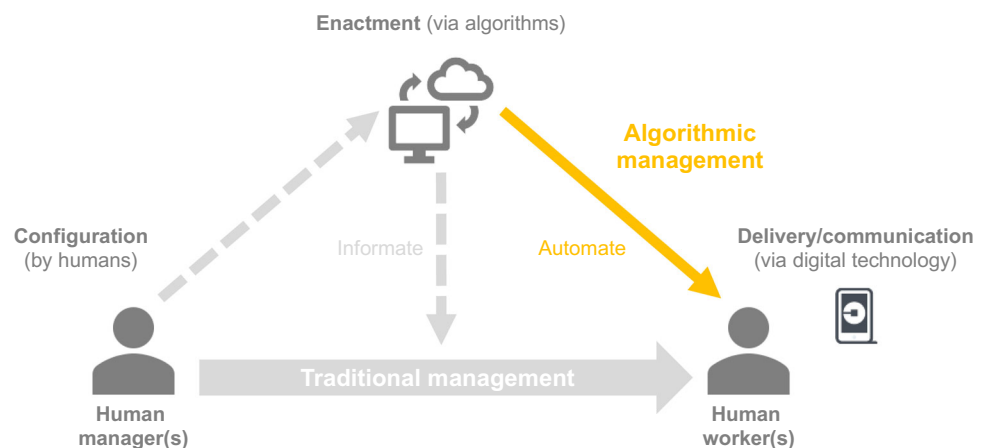 Enactment (via algorithms)
Algorithmic
management
Configuration
(by humans)
Informate
Automate
Delivery/communication
(via digital technology)
Traditional management
Human
manager(s)
Human
worker(s)